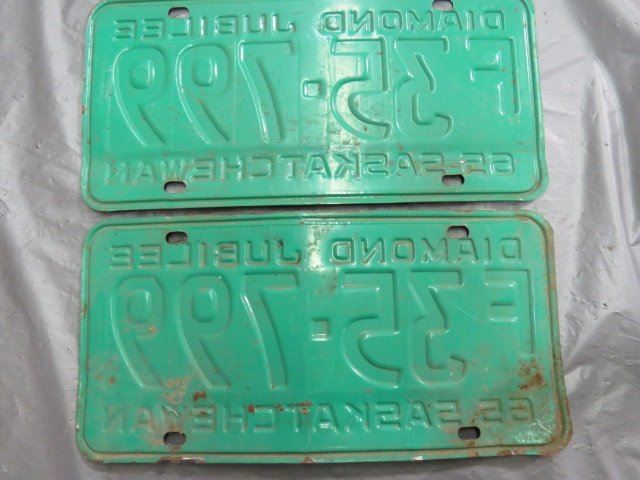 DIAMOND JUBILEE
F35·799
65 SASKATCHEWAN
DIAMOND JUBILEE
F35·799
65 SASKATCHEWAN